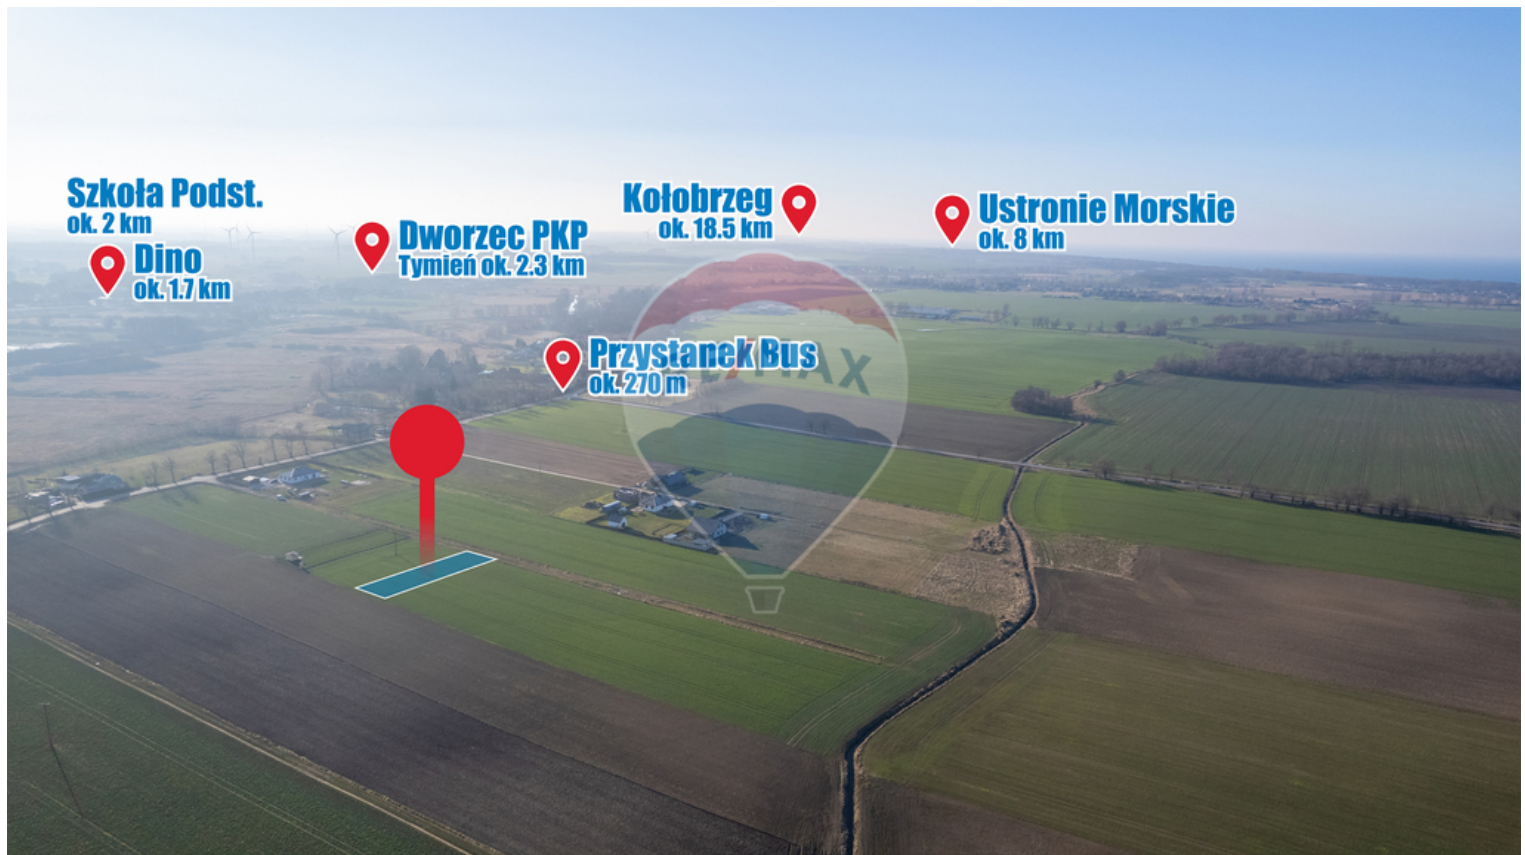 Szkoła Podst.
ok. 2 km
Dino
ok. 1.7 km
Dworzec PKP
Tymień ok. 2.3 km
Kołobrzeg
ok. 18.5 km
Ustronie Morskie
ok. 8 km
Przystanek Bus
ok. 270 m